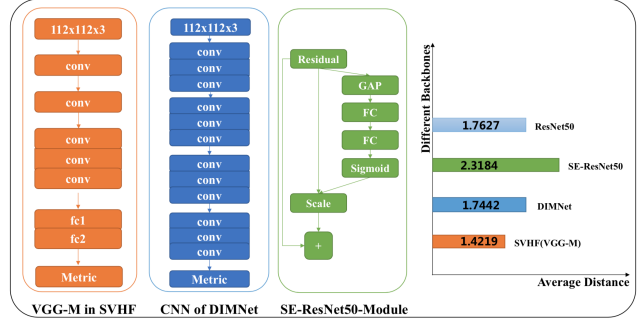 112x112x3
conv
conv
conv
conv
conv
fc1
fc2
Metric
VGG-M in SVHF
112x112x3
conv
conv
conv
conv
conv
conv
conv
conv
conv
conv
conv
conv
Metric
CNN of DIMNet
Residual
GAP
FC
FC
Sigmoid
Scale
+
SE-ResNet50-Module
Different Backbones
1.7627 ResNet50
2.3184 SE-ResNet50
1.7442 DIMNet
1.4219 SVHF(VGG-M)
Average Distance